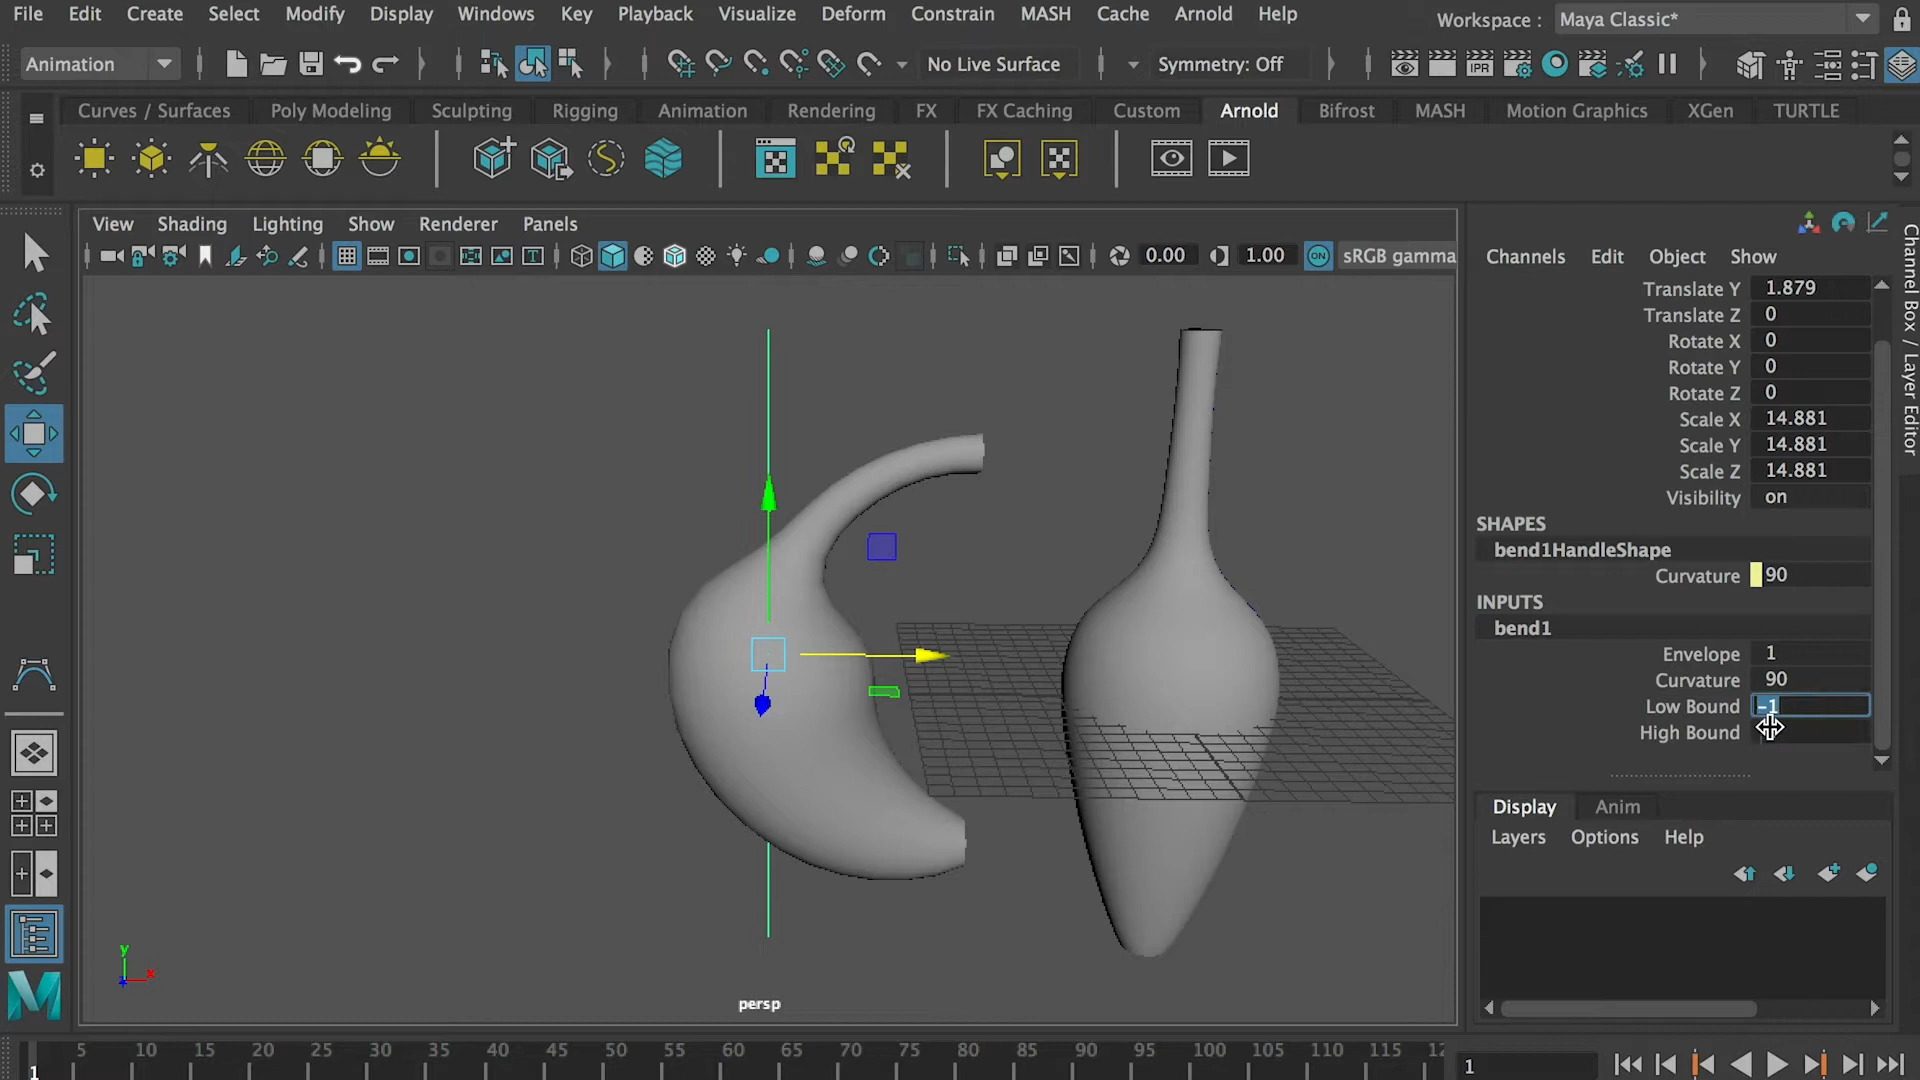 File Edit Create Select Modify Display Windows Key Playback Visualize Deform Constrain MASH Cache Arnold Help Workspace : Maya Classic*
Animation No Live Surface Symmetry: Off IPR
Curves / Surfaces Poly Modeling Sculpting Rigging Animation Rendering FX FX Caching Custom Arnold Bifrost MASH Motion Graphics XGen TURTLE
View Shading Lighting Show Renderer Panels
T 0.00 1.00 ON sRGB gamma
Channels Edit Object Show
Channel Box / Layer Editor
Translate Y 1.879
Translate Z 0
Rotate X 0
Rotate Y 0
Rotate Z 0
Scale X 14.881
Scale Y 14.881
Scale Z 14.881
Visibility on
SHAPES
bend1HandleShape
Curvature 90
INPUTS
bend1
Envelope 1
Curvature 90
Low Bound -1
High Bound
Display Anim
Layers Options Help
y
x
z
persp
5 10 15 20 25 30 35 40 45 50 55 60 65 70 75 80 85 90 95 100 105 110 115 12
1 1